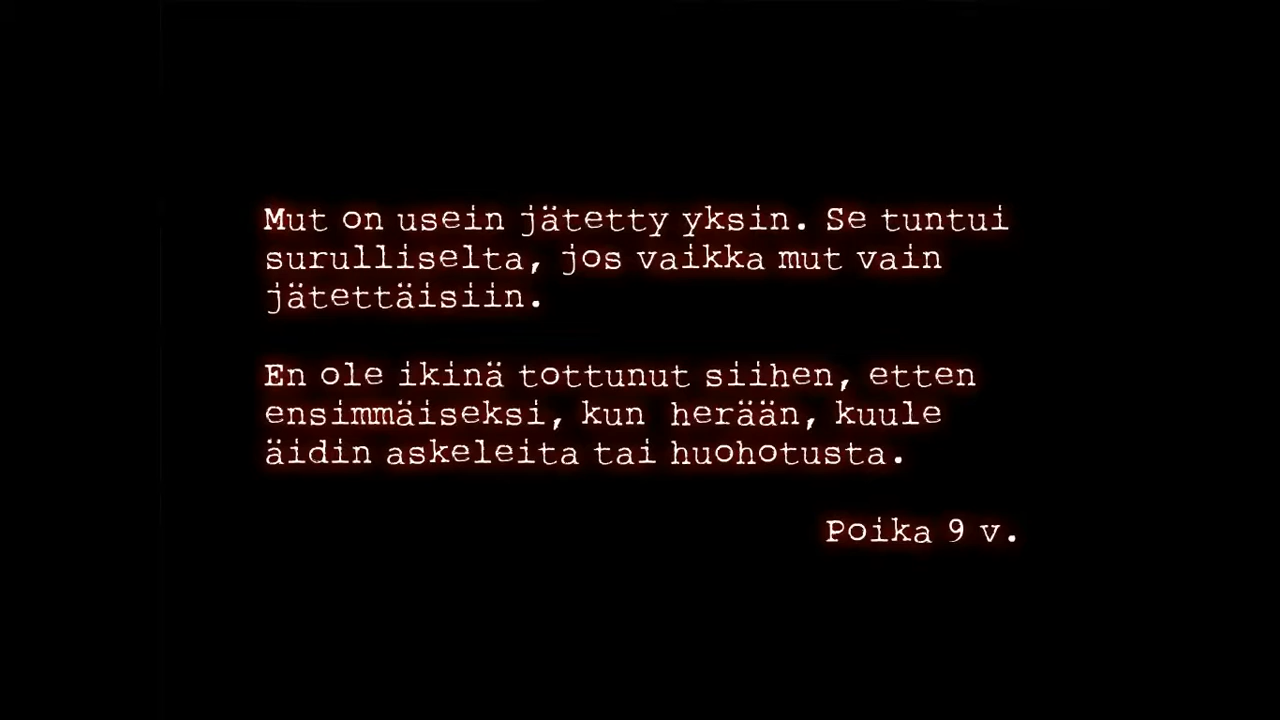 Mut on usein jätetty yksin. Se tuntui
surulliselta, jos vaikka mut vain
jätettäisiin.
En ole ikinä tottunut siihen, etten
ensimmäiseksi, kun herään, kuule
äidin askeleita tai huohotusta.
Poika 9 v.